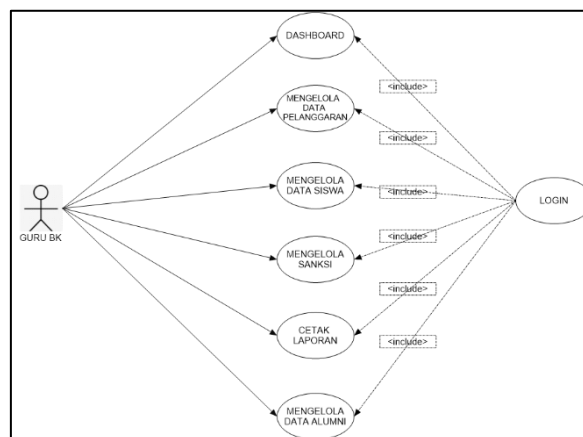 DASHBOARD
<include>
MENGELOLA
DATA
PELANGGARAN
<include>
MENGELOLA
DATA SISWA
<include>
LOGIN
GURU BK
MENGELOLA
SANKSI
<include>
CETAK
LAPORAN
<include>
<include>
MENGELOLA
DATA ALUMNI